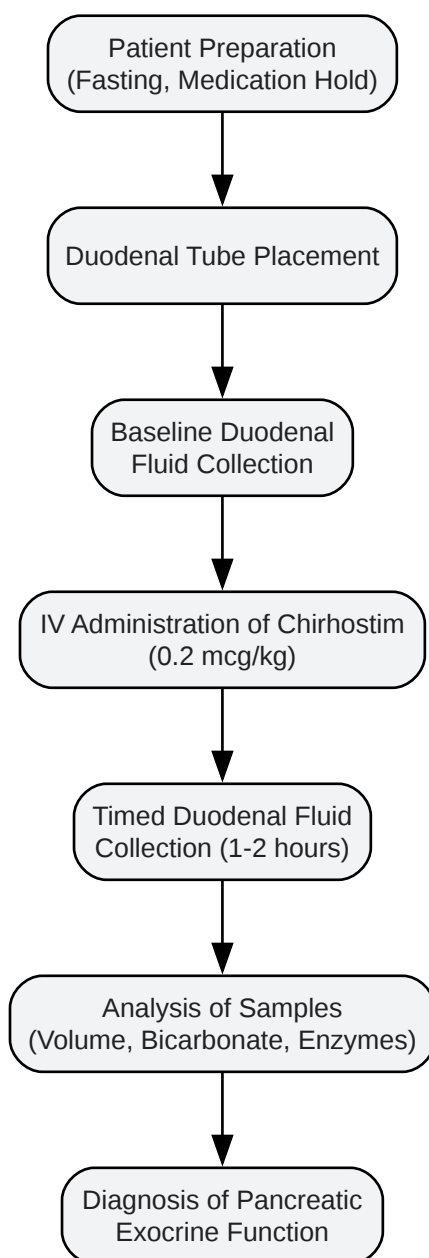 Patient Preparation
(Fasting, Medication Hold)
Duodenal Tube Placement
Baseline Duodenal
Fluid Collection
IV Administration of Chirhostim
(0.2 mcg/kg)
Timed Duodenal Fluid
Collection (1-2 hours)
Analysis of Samples
(Volume, Bicarbonate, Enzymes)
Diagnosis of Pancreatic
Exocrine Function